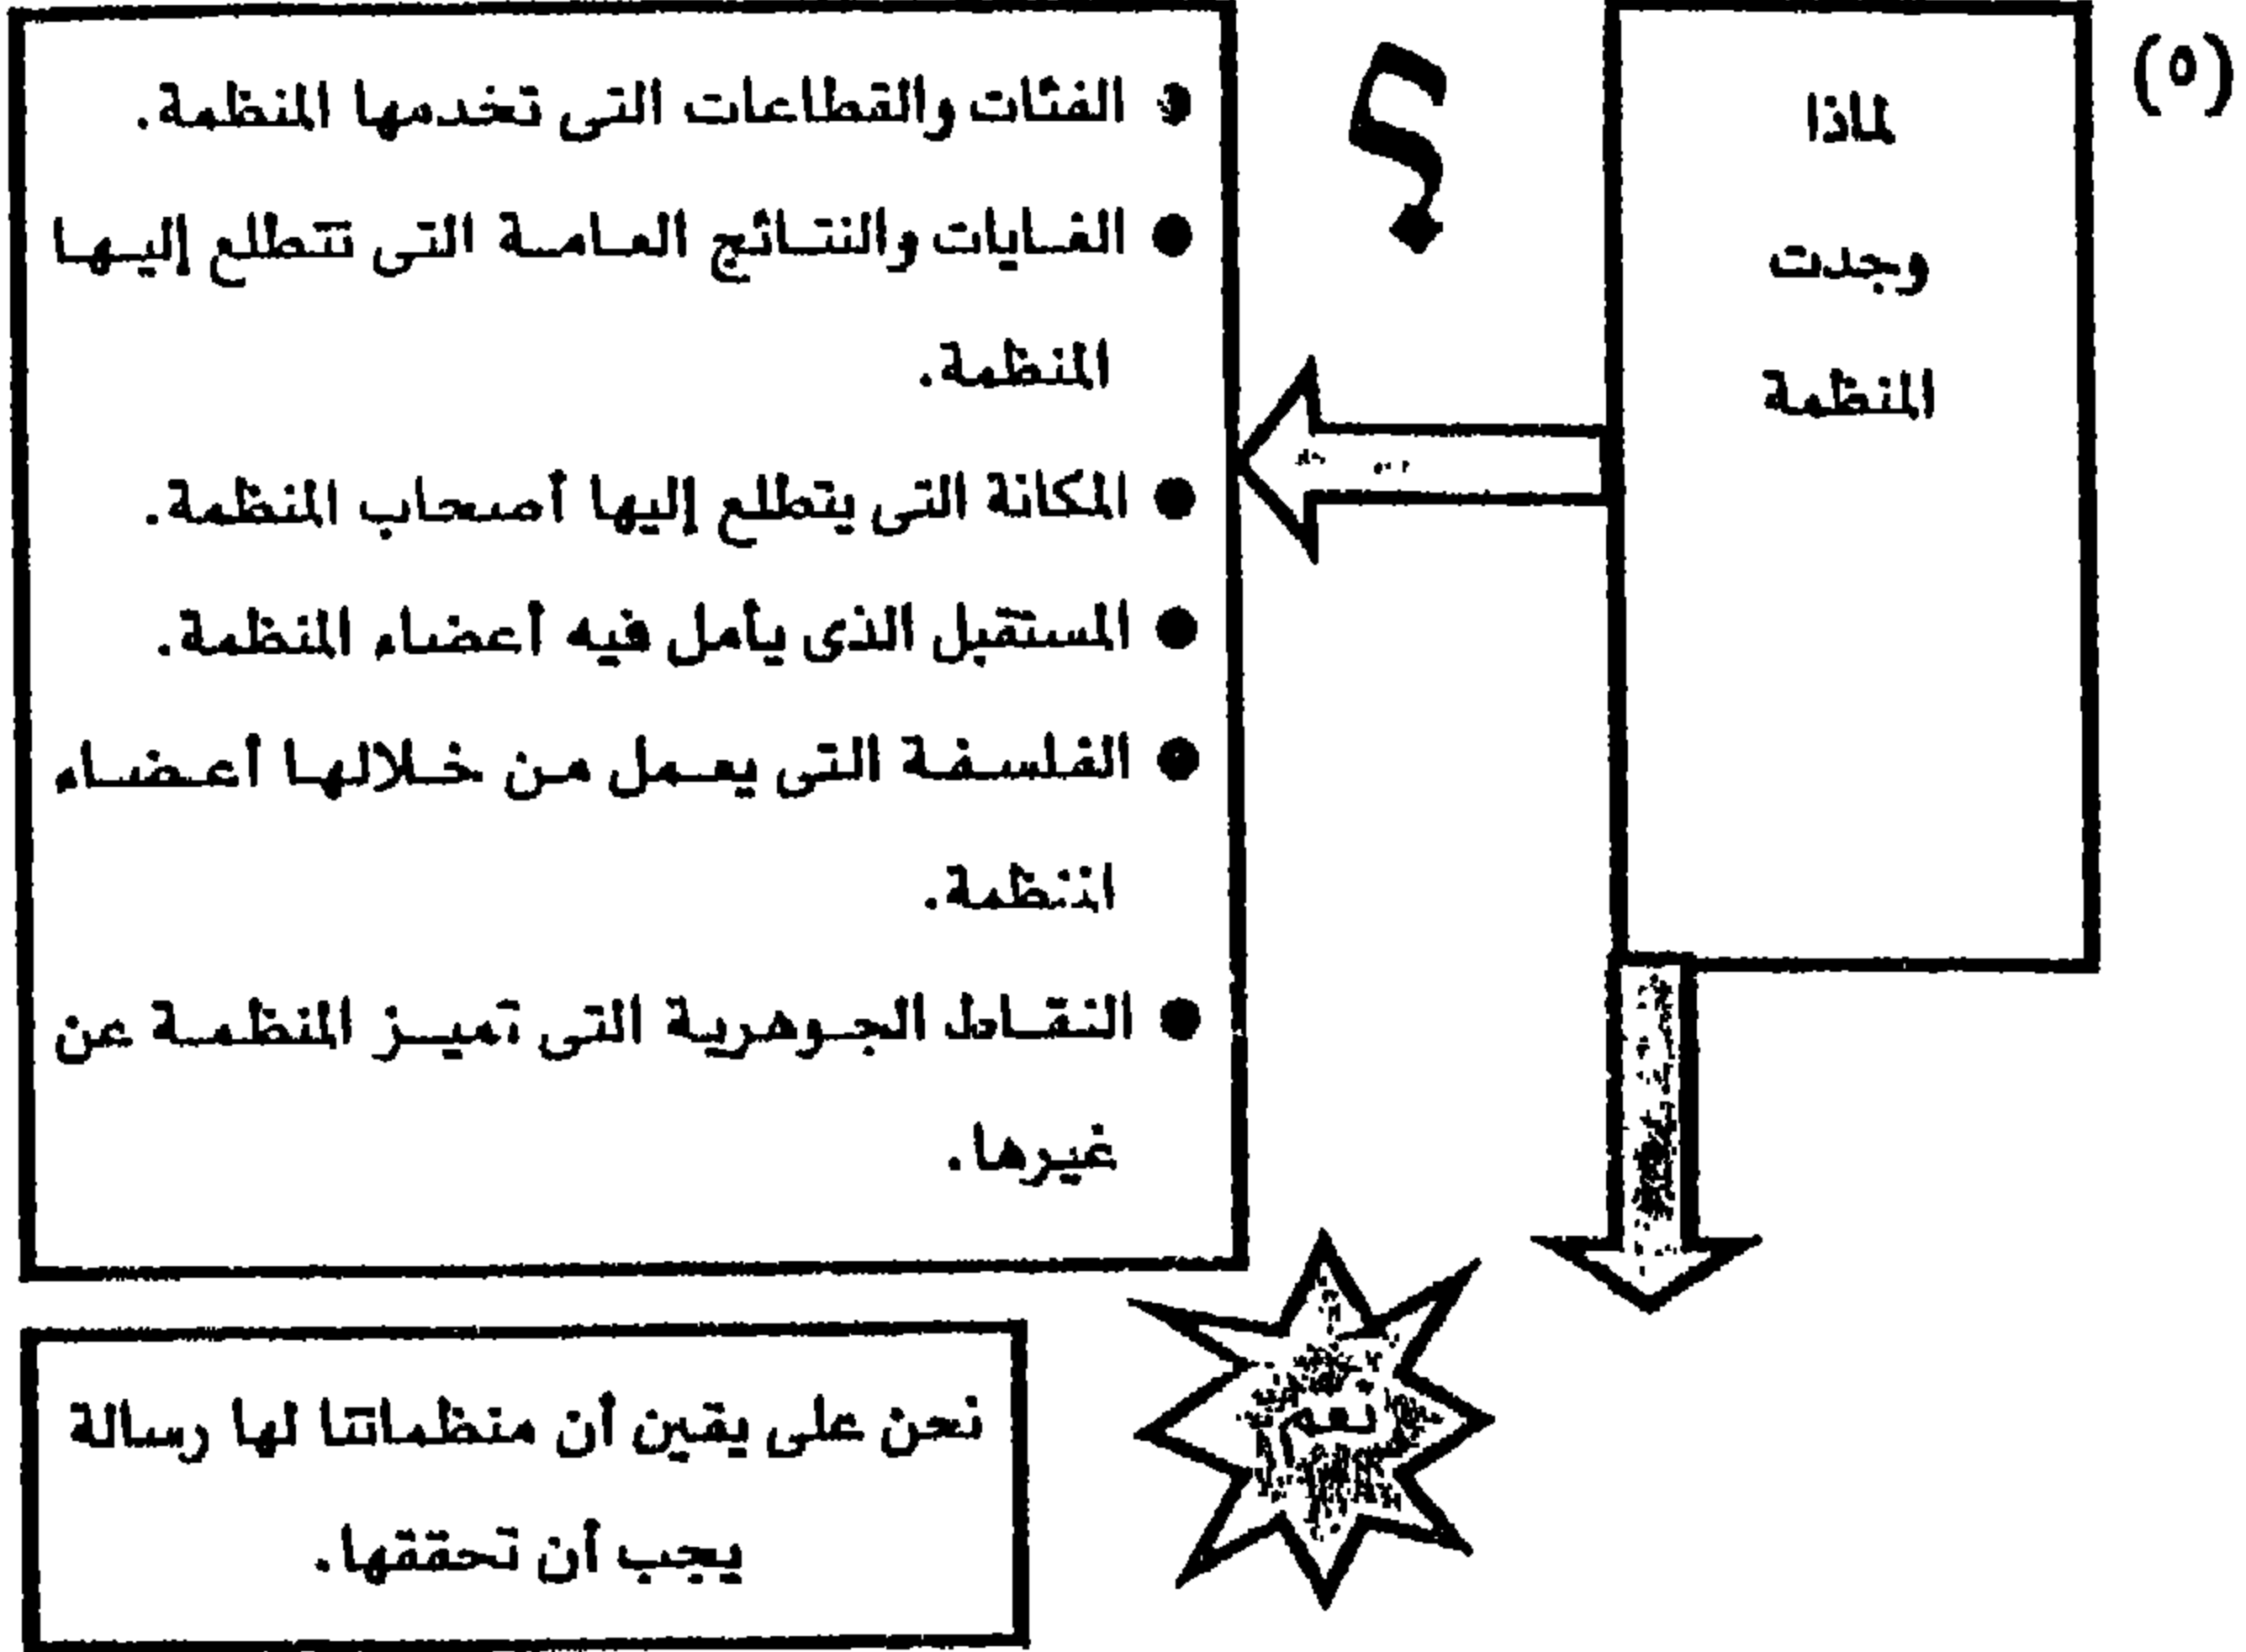 (٥)
لماذا
وجدت
المنظمة
؟
● الفئات والقطاعات التى تخدمها المنظمة.
● الغايات والنتائج العامة التى تتطلع إليها
المنظمة.
● المكانة التى يتطلع إليها أصحاب المنظمة.
● المستقبل الذى يأمل فيه أعضاء المنظمة.
● الفلسفة التى يعمل من خلالها أعضاء
المنظمة.
● النقاط الجوهرية التى تميز المنظمة عن
غيرها.
نعم
نحن على يقين أن منظماتنا لها رسالة
يجب أن تحققها.